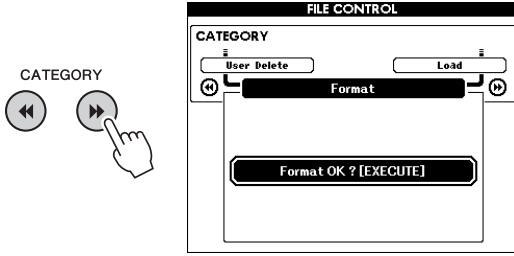 FILE CONTROL
CATEGORY
User Delete
Load
CATEGORY
Format
Format OK ? [EXECUTE]